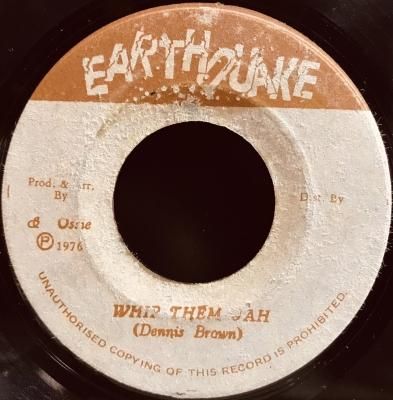 EARTHQUAKE
Prod. & Arr.
By
Dist. By
& Ossie
Ⓟ 1976
WHIP THEM JAH
(Dennis Brown)
UNAUTHORISED COPYING OF THIS RECORD IS PROHIBITED.